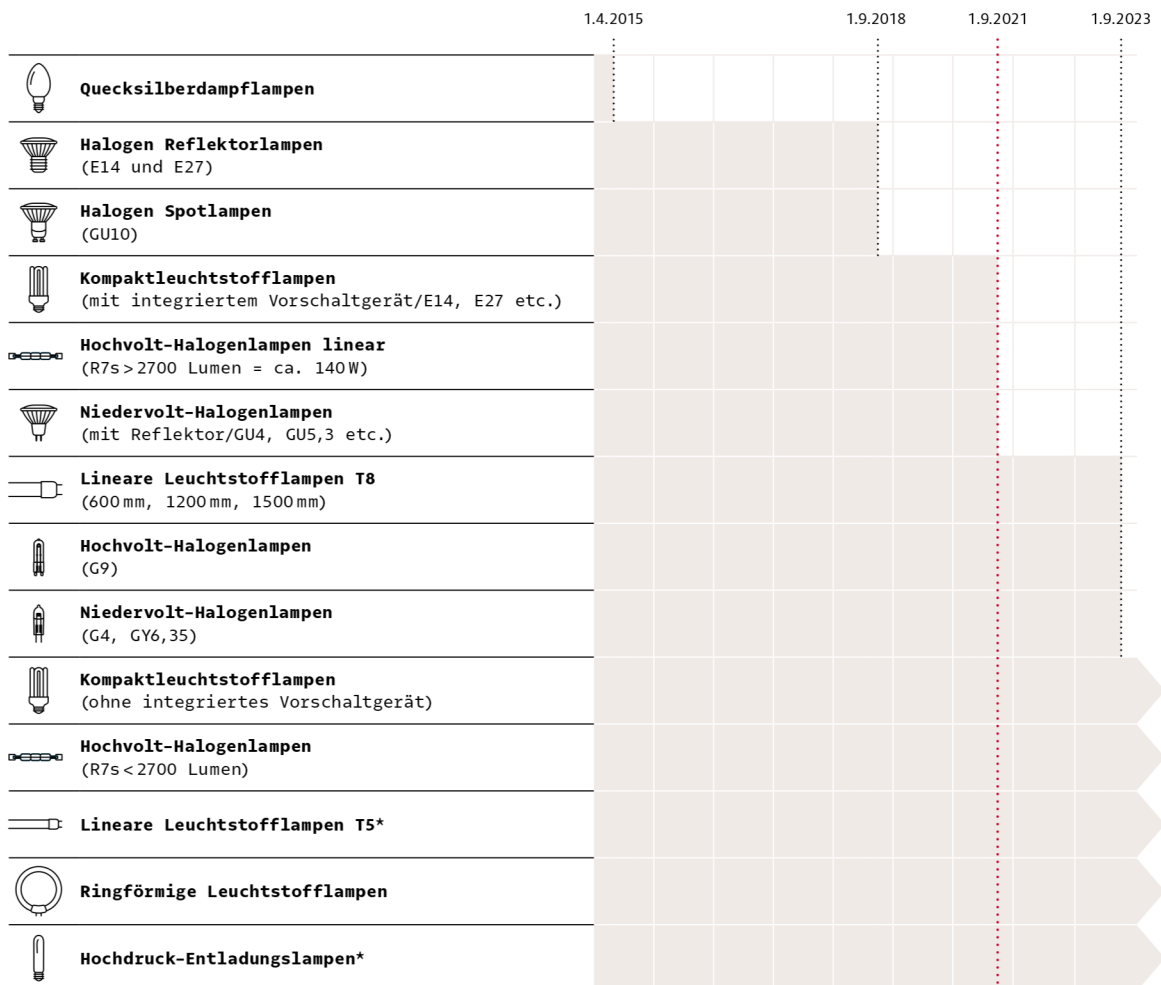 1.4.2015 1.9.2018 1.9.2021 1.9.2023
Quecksilberdampflampen
Halogen Reflektorlampen
(E14 und E27)
Halogen Spotlampen
(GU10)
Kompaktleuchtstofflampen
(mit integriertem Vorschaltgerät/E14, E27 etc.)
Hochvolt-Halogenlampen linear
(R7s > 2700 Lumen = ca. 140 W)
Niedervolt-Halogenlampen
(mit Reflektor/GU4, GU5,3 etc.)
Lineare Leuchtstofflampen T8
(600 mm, 1200 mm, 1500 mm)
Hochvolt-Halogenlampen
(G9)
Niedervolt-Halogenlampen
(G4, GY6,35)
Kompaktleuchtstofflampen
(ohne integriertes Vorschaltgerät)
Hochvolt-Halogenlampen
(R7s < 2700 Lumen)
Lineare Leuchtstofflampen T5*
Ringförmige Leuchtstofflampen
Hochdruck-Entladungslampen*